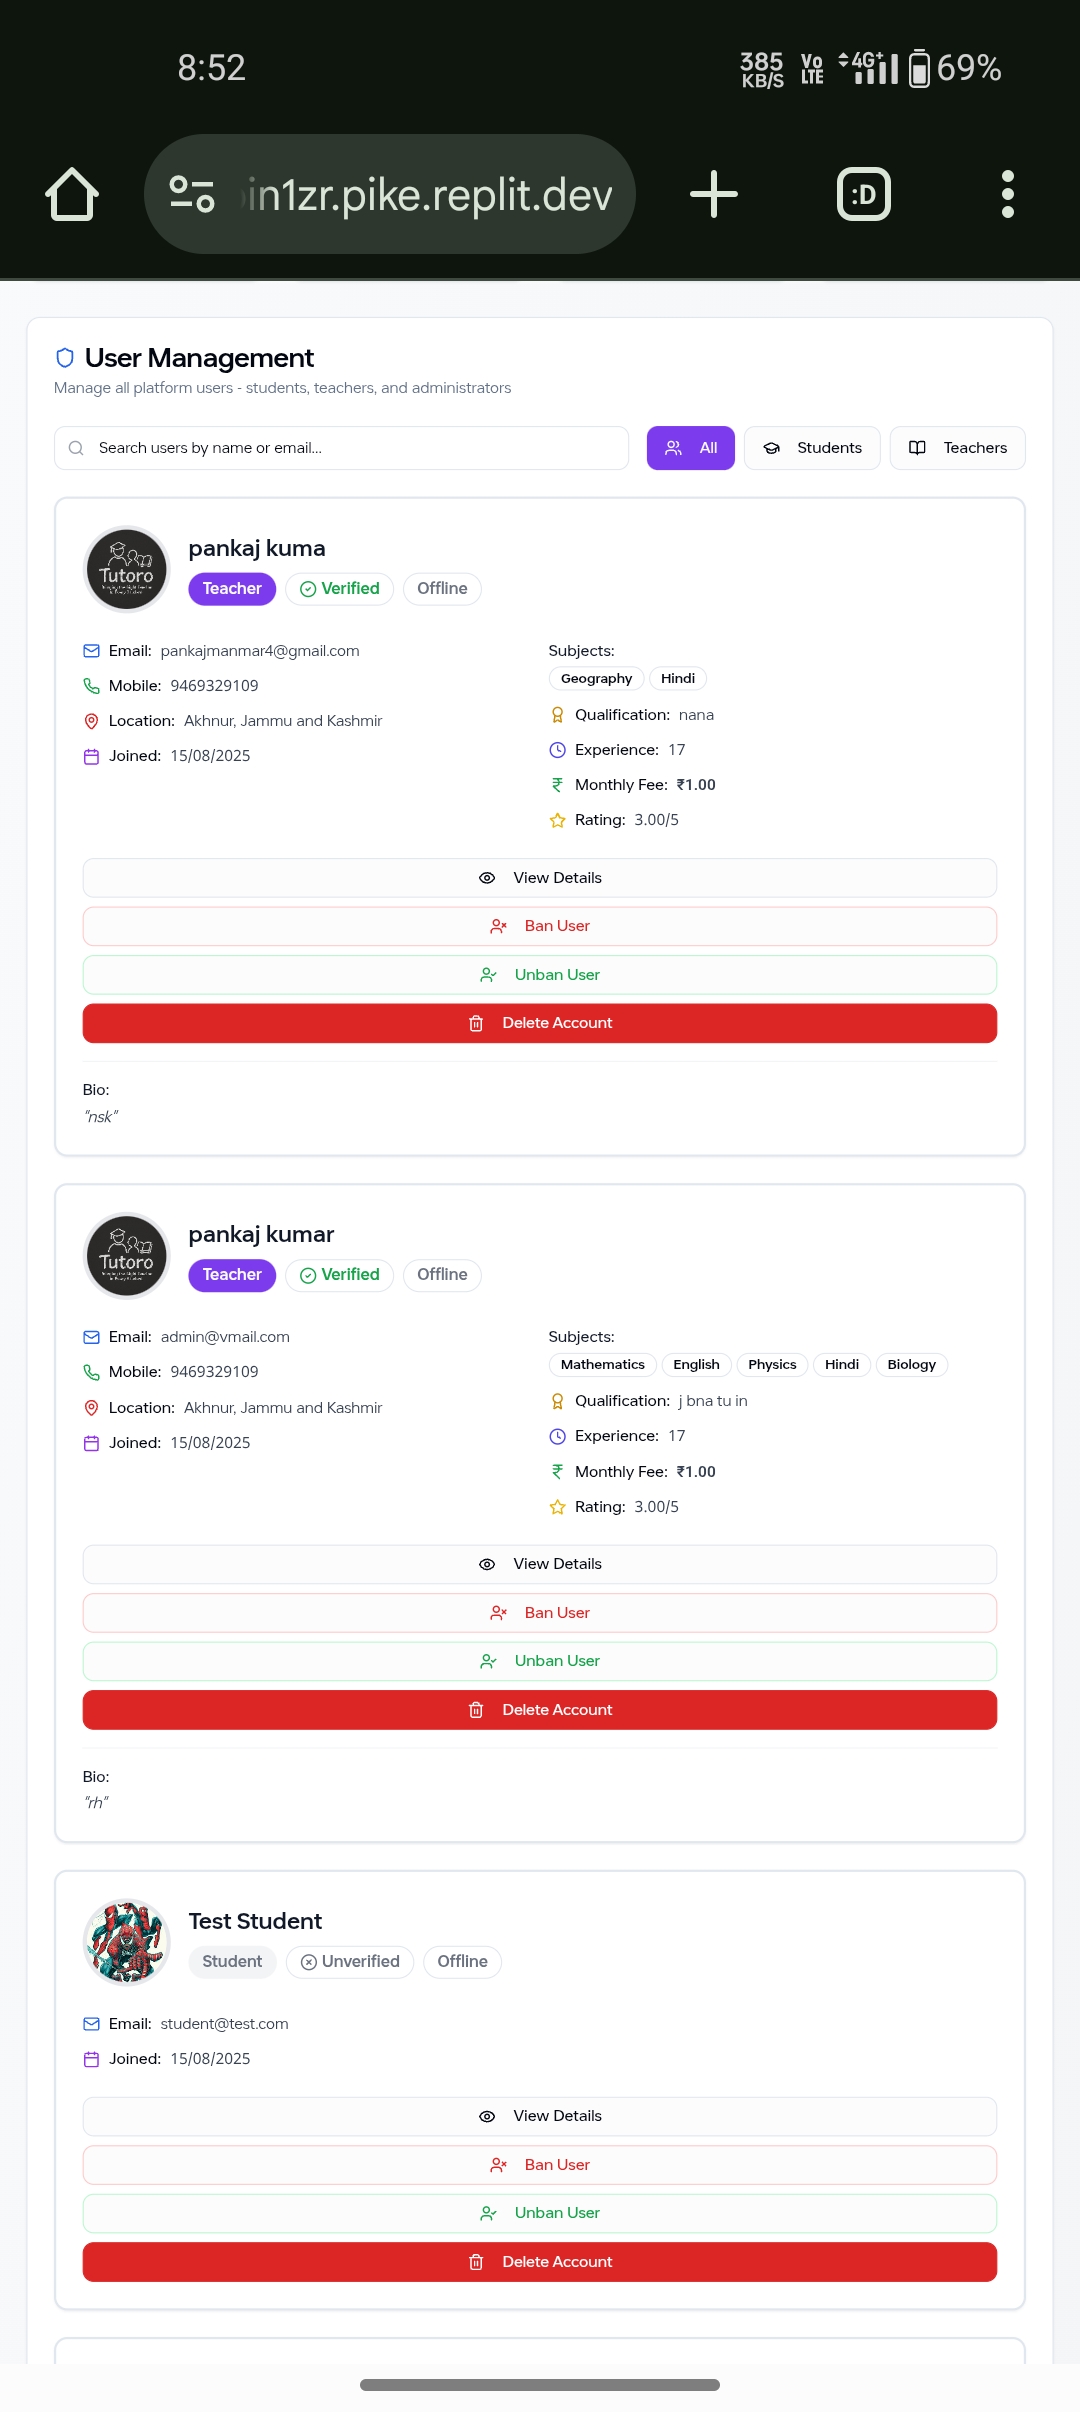 8:52
385 KB/S Vo LTE 4G+ 69%
in1zr.pike.replit.dev
:D
User Management
Manage all platform users - students, teachers, and administrators
Search users by name or email...
All
Students
Teachers
pankaj kuma
Teacher
Verified
Offline
Tutoro
Email: pankajmanmar4@gmail.com
Mobile: 9469329109
Location: Akhnur, Jammu and Kashmir
Joined: 15/08/2025
Subjects:
Geography Hindi
Qualification: nana
Experience: 17
Monthly Fee: ₹1.00
Rating: 3.00/5
View Details
Ban User
Unban User
Delete Account
Bio:
"nsk"
pankaj kumar
Teacher
Verified
Offline
Tutoro
Email: admin@vmail.com
Mobile: 9469329109
Location: Akhnur, Jammu and Kashmir
Joined: 15/08/2025
Subjects:
Mathematics English Physics Hindi Biology
Qualification: j bna tu in
Experience: 17
Monthly Fee: ₹1.00
Rating: 3.00/5
View Details
Ban User
Unban User
Delete Account
Bio:
"rh"
Test Student
Student
Unverified
Offline
Email: student@test.com
Joined: 15/08/2025
View Details
Ban User
Unban User
Delete Account